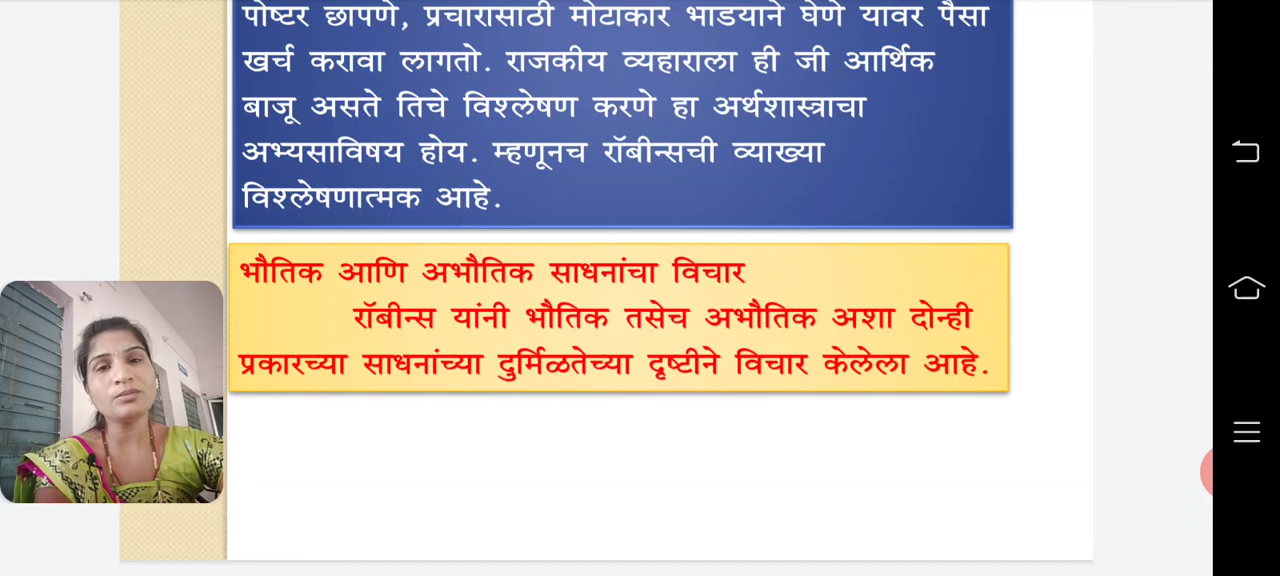 पोष्टर छापणे, प्रचारासाठी मोटाकार भाडयाने घेणे यावर पैसा
खर्च करावा लागतो. राजकीय व्यहाराला ही जी आर्थिक
बाजू असते तिचे विश्लेषण करणे हा अर्थशास्त्राचा
अभ्यसाविषय होय. म्हणूनच रॉबीन्सची व्याख्या
विश्लेषणात्मक आहे.
भौतिक आणि अभौतिक साधनांचा विचार
रॉबीन्स यांनी भौतिक तसेच अभौतिक अशा दोन्ही
प्रकारच्या साधनांच्या दुर्मिळतेच्या दृष्टीने विचार केलेला आहे.